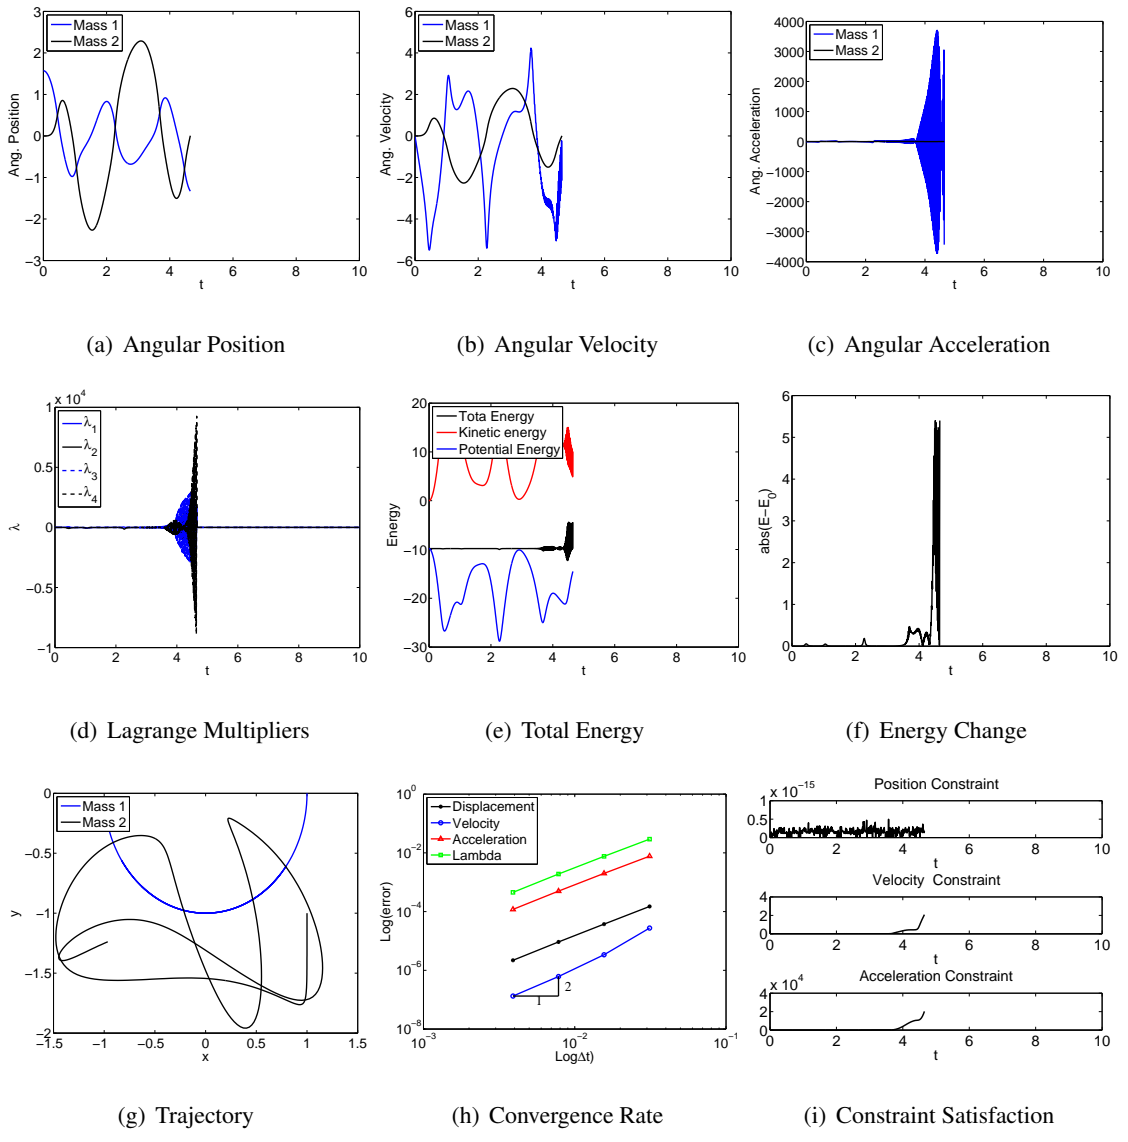 3
2
1
0
−1
−2
−3
0 2 4 6 8 10
t
Ang. Position
Mass 1
Mass 2
(a) Angular Position
6
4
2
0
−2
−4
−6
0 2 4 6 8 10
t
Ang. Velocity
Mass 1
Mass 2
(b) Angular Velocity
4000
3000
2000
1000
0
−1000
−2000
−3000
−4000
0 2 4 6 8 10
t
Ang. Acceleration
Mass 1
Mass 2
(c) Angular Acceleration
x 10^4
1
0.5
0
−0.5
−1
0 2 4 6 8 10
t
λ
λ_1
λ_2
λ_3
λ_4
(d) Lagrange Multipliers
20
10
0
−10
−20
−30
0 2 4 6 8 10
t
Energy
Tota Energy
Kinetic energy
Potential Energy
(e) Total Energy
6
5
4
3
2
1
0
0 2 4 6 8 10
t
abs(E−E_0)
(f) Energy Change
0
−0.5
−1
−1.5
−2
−1.5 −1 −0.5 0 0.5 1 1.5
x
y
Mass 1
Mass 2
(g) Trajectory
10^0
10^−2
10^−4
10^−6
10^−8
10^−3 10^−2 10^−1
LogΔt)
Log(error)
Displacement
Velocity
Acceleration
Lambda
2
1
(h) Convergence Rate
Position Constraint
x 10^−15
1
0.5
0
0 2 4 6 8 10
t
Velocity Constraint
4
2
0
0 2 4 6 8 10
t
Acceleration Constraint
x 10^4
4
2
0
0 2 4 6 8 10
t
(i) Constraint Satisfaction